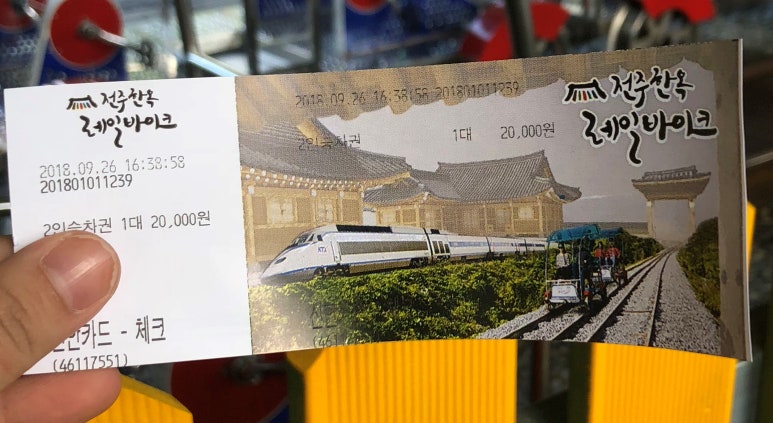 전주한옥
레일바이크
2018.09.26 16:38:58
201801011239
2인승차권 1대 20,000원
카드 - 체크
(46117551)
2018.09.26 16:38:58 201801011239
2인승차권 1대 20,000원
전주한옥
레일바이크
KTX